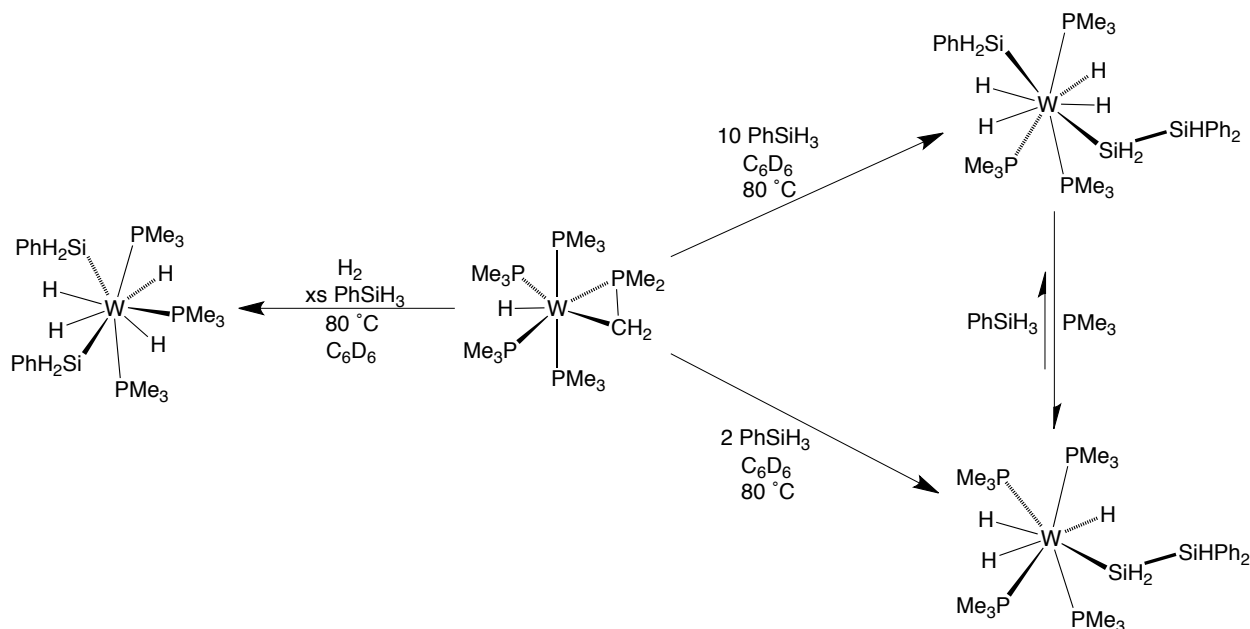 PMe3
PhH2Si
H
H
H
W
H
SiHPh2
SiH2
Me3P
PMe3
10 PhSiH3
C6D6
80 °C
PhH2Si
PMe3
H
H
W
PMe3
H
H
PhH2Si
PMe3
H2
xs PhSiH3
80 °C
C6D6
PMe3
Me3P
PMe2
H
W
CH2
Me3P
PMe3
PhSiH3
PMe3
2 PhSiH3
C6D6
80 °C
Me3P
PMe3
H
H
W
H
SiHPh2
SiH2
Me3P
PMe3